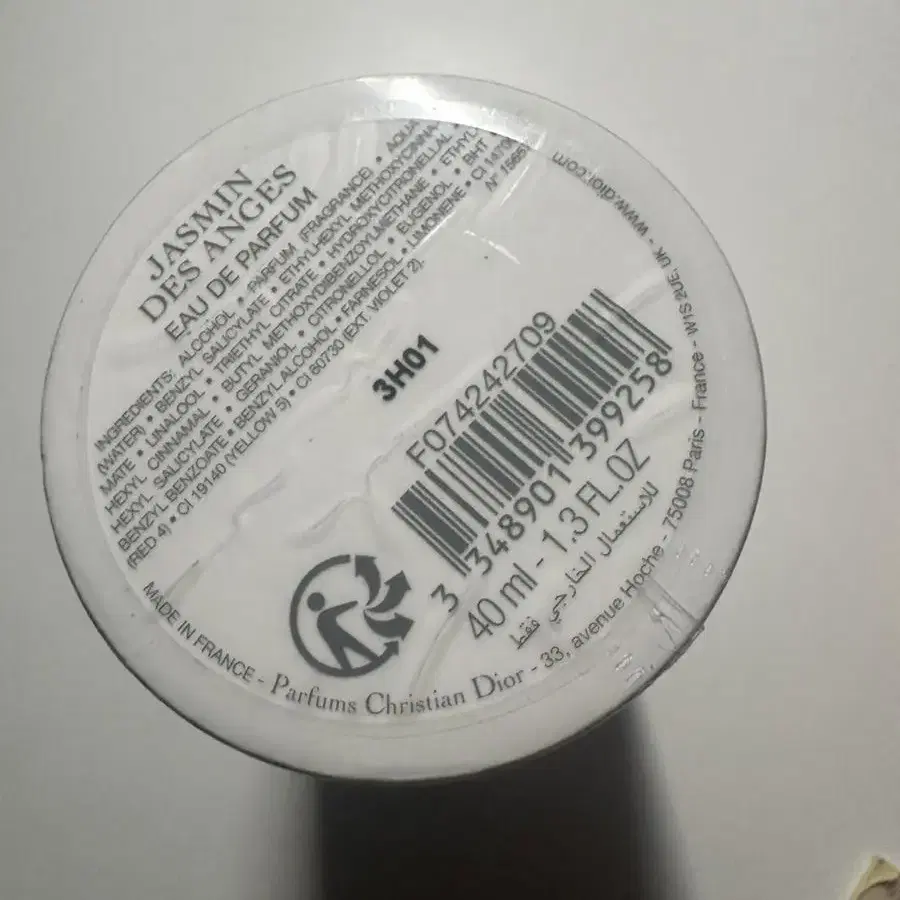 JASMIN
DES ANGES
EAU DE PARFUM
INGREDIENTS: ALCOHOL • PARFUM (FRAGRANCE) • AQUA
(WATER) • BENZYL SALICYLATE • ETHYLHEXYL METHOXYCINNA-
MATE • LINALOOL • TRIETHYL CITRATE • HYDROXYCITRONELLAL •
HEXYL CINNAMAL • BUTYL METHOXYDIBENZOYLMETHANE • ETHYL-
HEXYL SALICYLATE • GERANIOL • CITRONELLOL • EUGENOL • BHT •
BENZYL BENZOATE • BENZYL ALCOHOL • FARNESOL • LIMONENE • CI
(RED 4) • CI 19140 (YELLOW 5) • CI 60730 (EXT. VIOLET 2).
N°
3H01
F074242709
3 348901 399258
40 ml - 1.3 FL.OZ
للاستعمال الخارجي فقط
MADE IN FRANCE - Parfums Christian Dior - 33, avenue Hoche - 75008 Paris - France - W1S 2UE, UK - www.dior.com